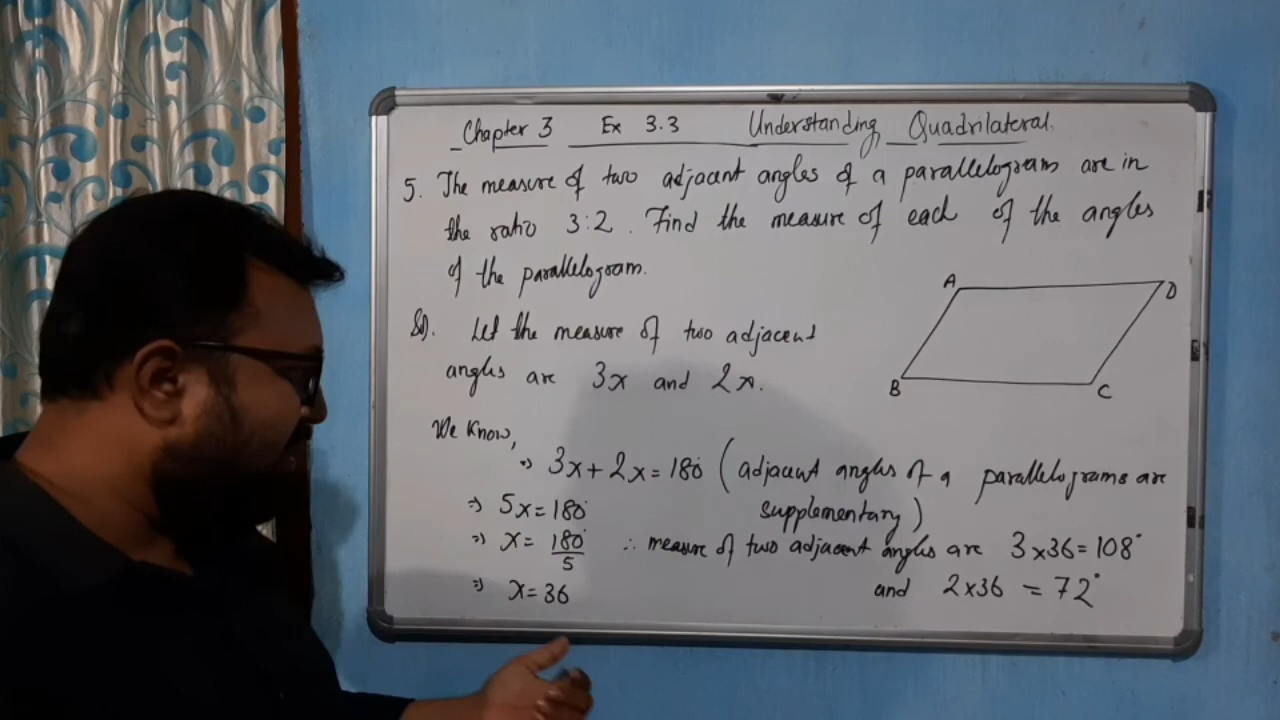 Chapter 3 Ex 3.3 Understanding Quadrilateral.
5. The measure of two adjacent angles of a parallelogram are in
the ratio 3:2. Find the measure of each of the angles
of the parallelogram.
A
D
B
C
Sol. Let the measure of two adjacent
angles are 3x and 2x.
We know,
⇒ 3x+2x=180° (adjacent angles of a parallelograms are
supplementary)
⇒ 5x=180°
⇒ x= 180°/5 ∴ measure of two adjacent angles are 3×36=108°
⇒ x=36 and 2×36 = 72°